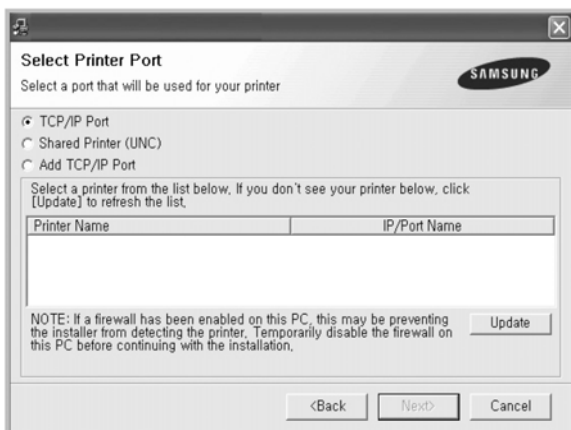 Select Printer Port
Select a port that will be used for your printer
SAMSUNG
TCP/IP Port
Shared Printer (UNC)
Add TCP/IP Port
Select a printer from the list below, If you don't see your printer below, click
[Update] to refresh the list,
Printer Name IP/Port Name
NOTE: If a firewall has been enabled on this PC, this may be preventing
the installer from detecting the printer, Temporarily disable the firewall on
this PC before continuing with the installation,
Update
<Back Next> Cancel